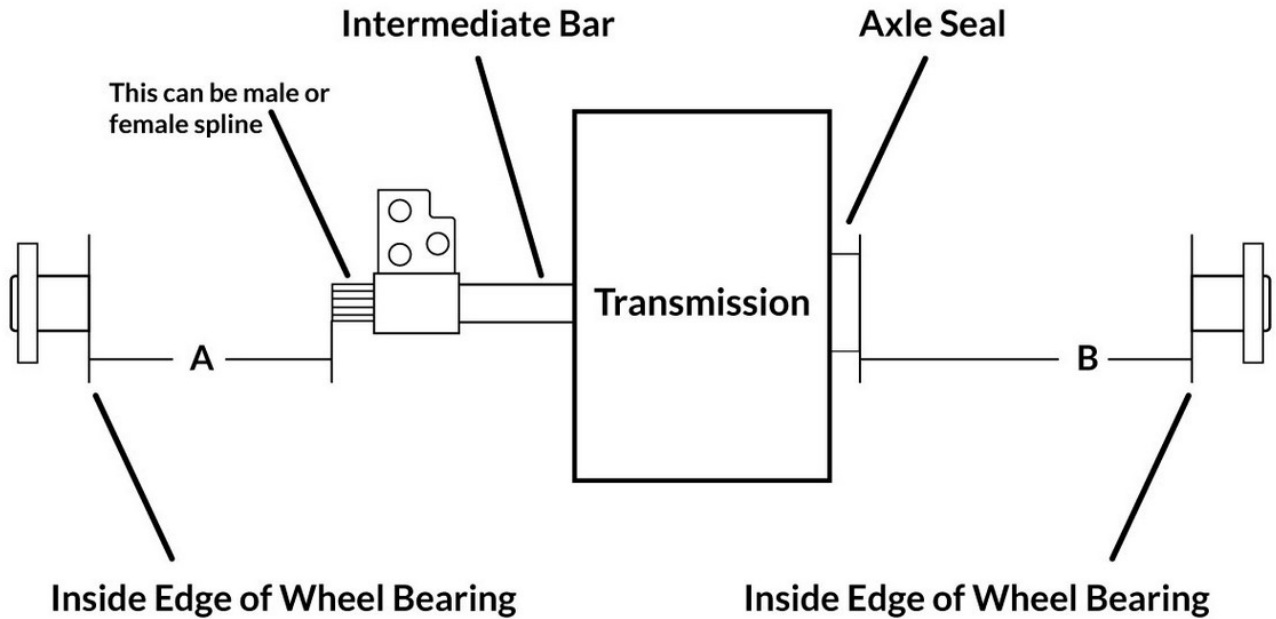 Intermediate Bar
Axle Seal
This can be male or
female spline
Transmission
A
B
Inside Edge of Wheel Bearing
Inside Edge of Wheel Bearing